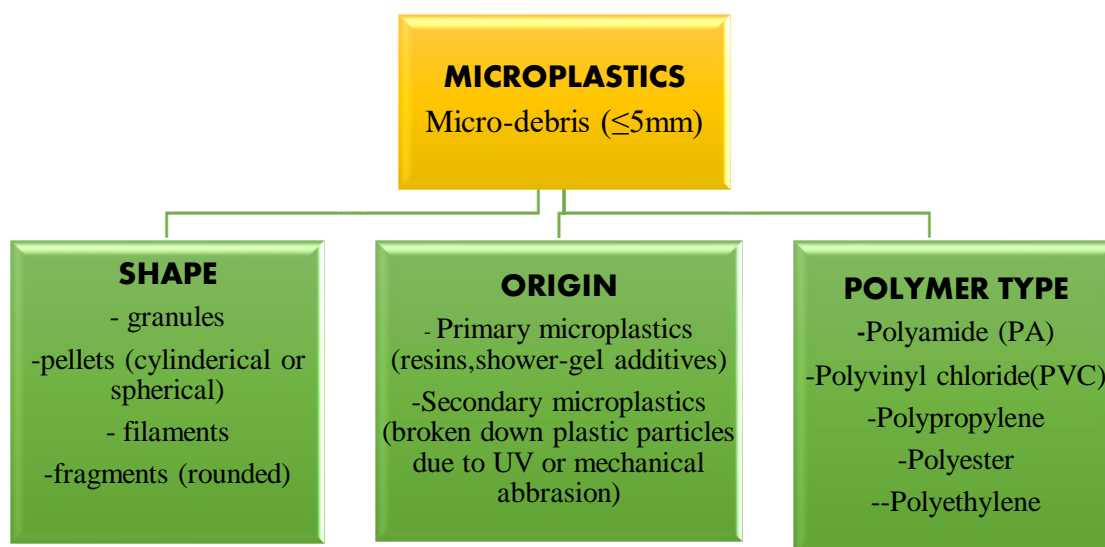 MICROPLASTICS
Micro-debris (≤5mm)
SHAPE
- granules
-pellets (cylinderical or
spherical)
- filaments
-fragments (rounded)
ORIGIN
- Primary microplastics
(resins,shower-gel additives)
-Secondary microplastics
(broken down plastic particles
due to UV or mechanical
abbrasion)
POLYMER TYPE
-Polyamide (PA)
-Polyvinyl chloride(PVC)
-Polypropylene
-Polyester
--Polyethylene